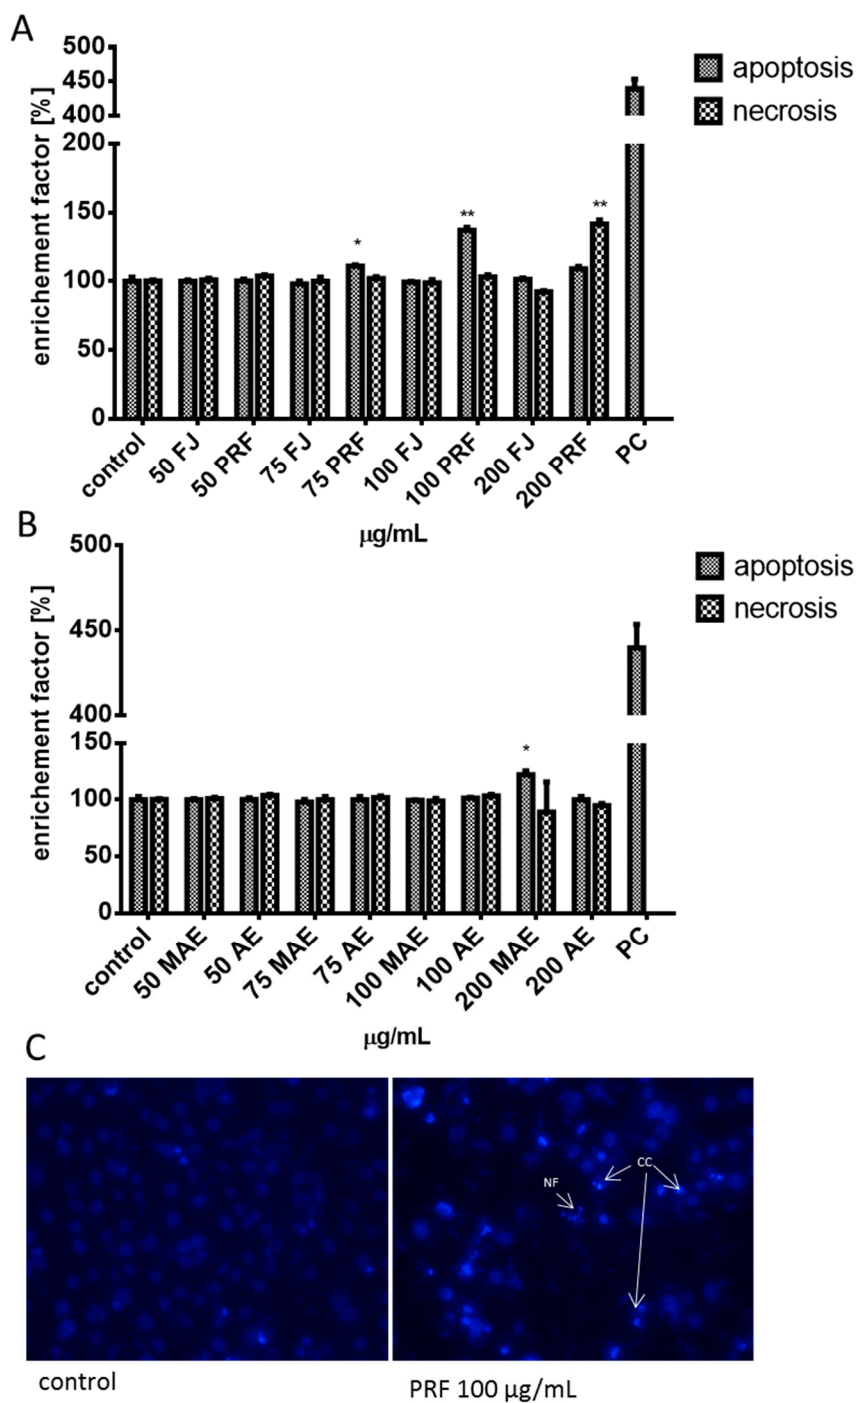 A
enrichement factor [%]
500
450
400
200
150
100
50
0
* ** **
apoptosis
necrosis
control 50 FJ 50 PRF 75 FJ 75 PRF 100 FJ 100 PRF 200 FJ 200 PRF PC
µg/mL
B
enrichement factor [%]
500
450
400
150
100
50
0
*
apoptosis
necrosis
control 50 MAE 50 AE 75 MAE 75 AE 100 MAE 100 AE 200 MAE 200 AE PC
µg/mL
C
CC
NF
control
PRF 100 µg/mL